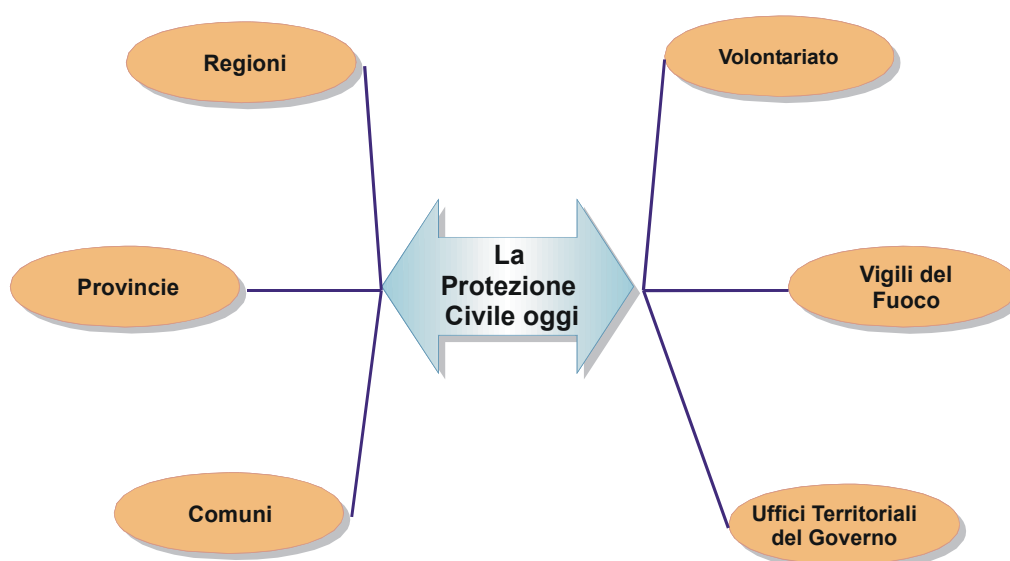 Regioni
Volontariato
La
Protezione
Civile oggi
Provincie
Vigili del
Fuoco
Comuni
Uffici Territoriali
del Governo